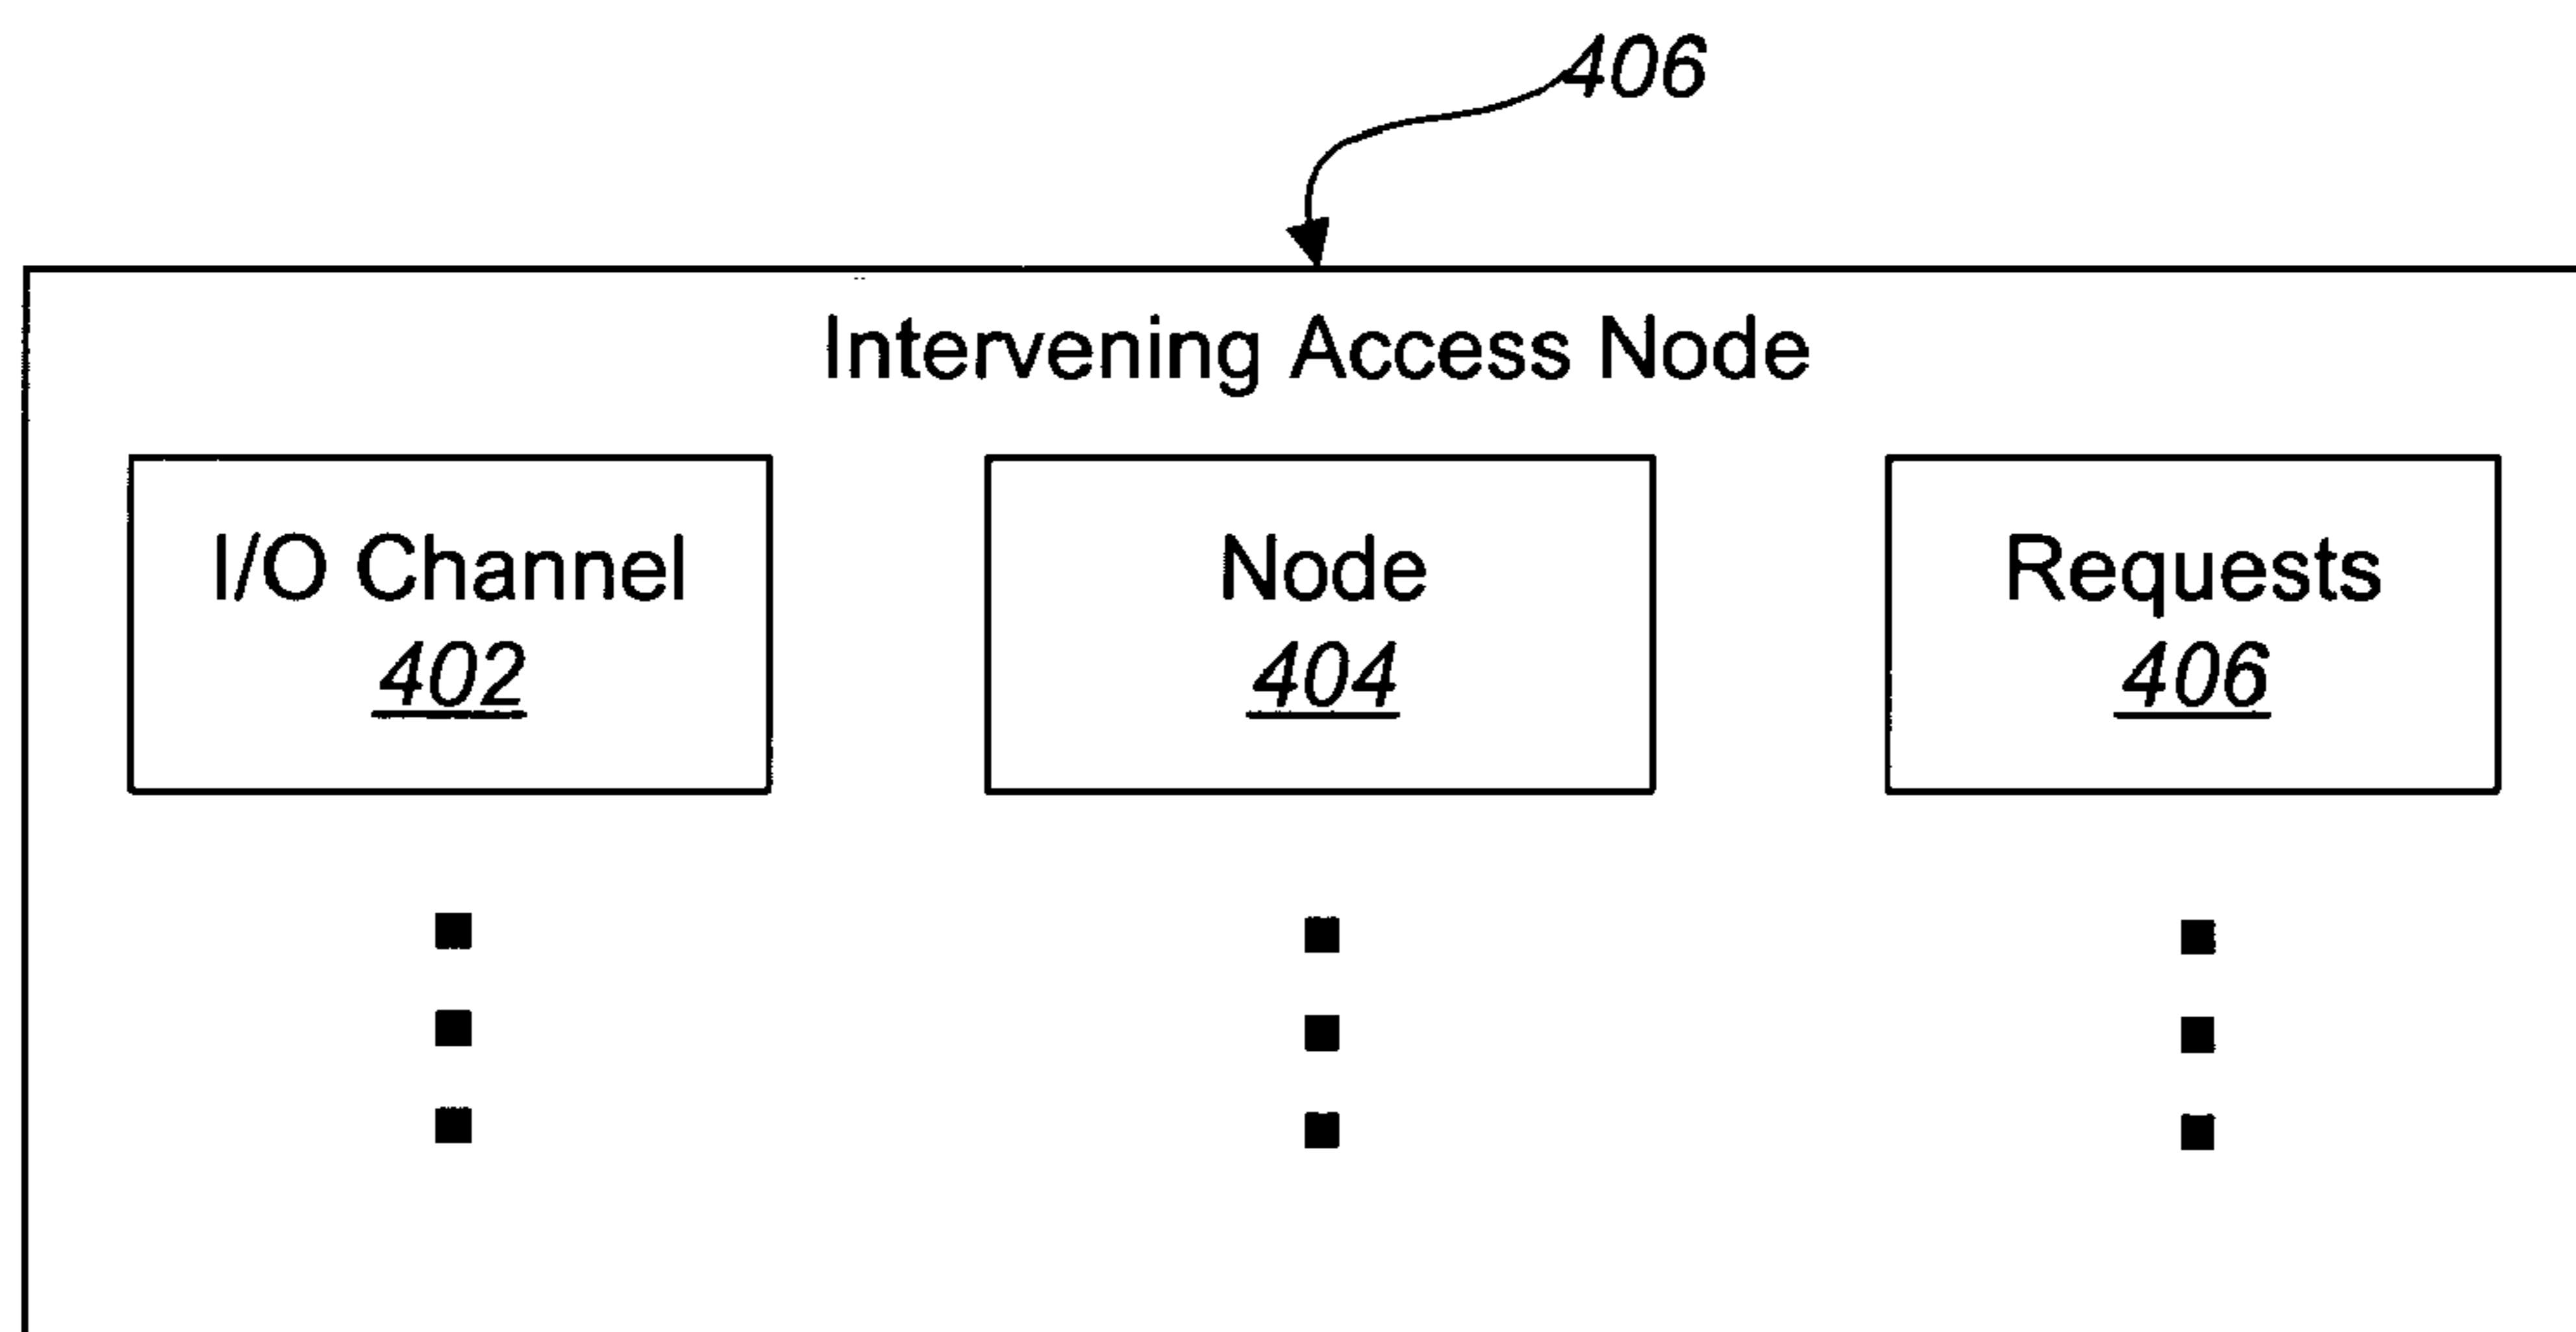 406
Intervening Access Node
I/O Channel
402
Node
404
Requests
406